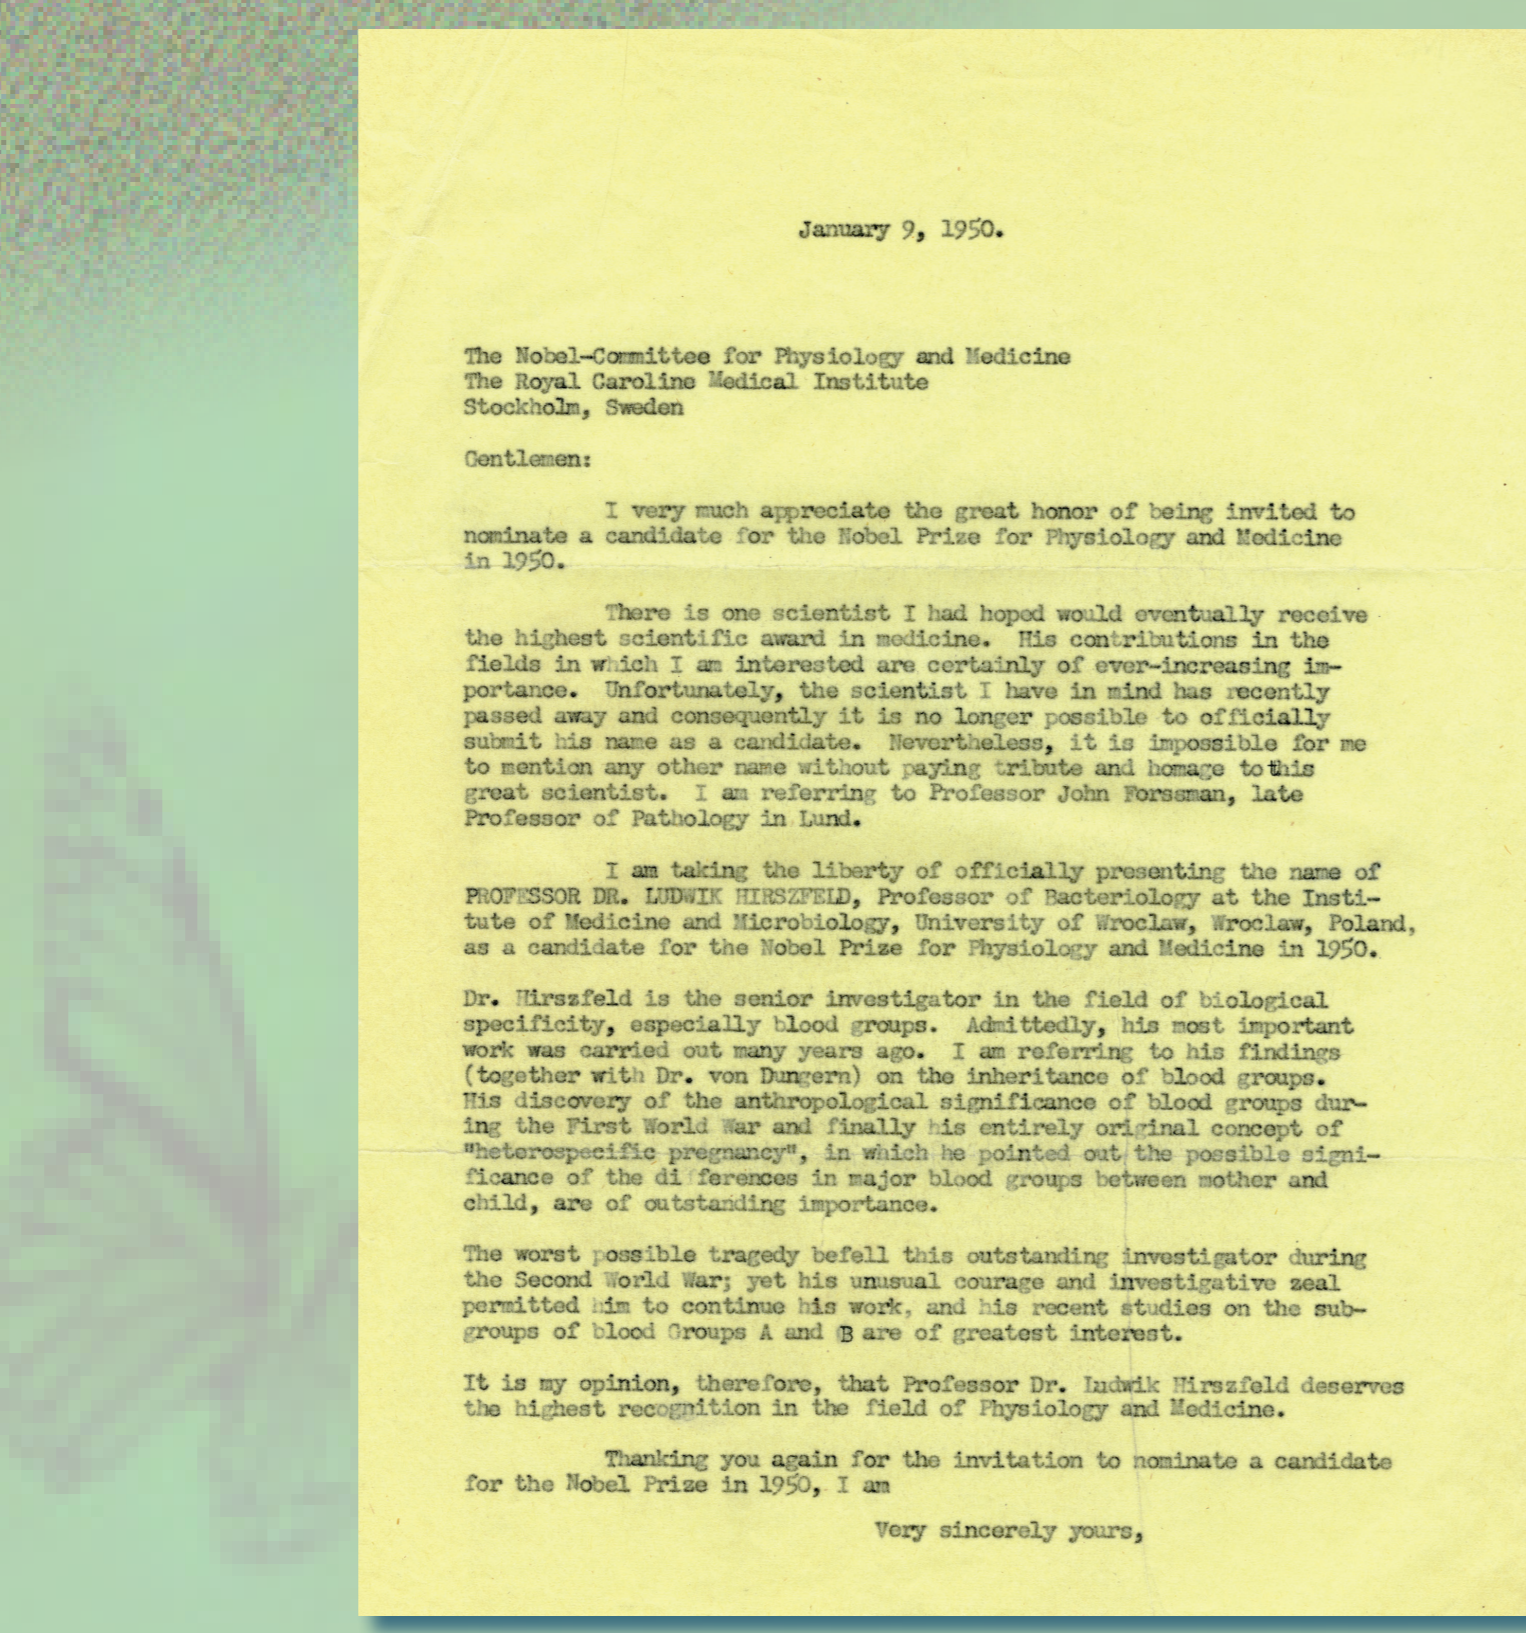 January 9, 1950.
The Nobel-Committee for Physiology and Medicine
The Royal Caroline Medical Institute
Stockholm, Sweden
Gentlemen:
I very much appreciate the great honor of being invited to
nominate a candidate for the Nobel Prize for Physiology and Medicine
in 1950.
There is one scientist I had hoped would eventually receive
the highest scientific award in medicine. His contributions in the
fields in which I am interested are certainly of ever-increasing im-
portance. Unfortunately, the scientist I have in mind has recently
passed away and consequently it is no longer possible to officially
submit his name as a candidate. Nevertheless, it is impossible for me
to mention any other name without paying tribute and homage to this
great scientist. I am referring to Professor John Forssman, late
Professor of Pathology in Lund.
I am taking the liberty of officially presenting the name of
PROFESSOR DR. LUDWIK HIRSZFELD, Professor of Bacteriology at the Insti-
tute of Medicine and Microbiology, University of Wroclaw, Wroclaw, Poland,
as a candidate for the Nobel Prize for Physiology and Medicine in 1950.
Dr. Hirszfeld is the senior investigator in the field of biological
specificity, especially blood groups. Admittedly, his most important
work was carried out many years ago. I am referring to his findings
(together with Dr. von Dungern) on the inheritance of blood groups.
His discovery of the anthropological significance of blood groups dur-
ing the First World War and finally his entirely original concept of
"heterospecific pregnancy", in which he pointed out the possible signi-
ficance of the differences in major blood groups between mother and
child, are of outstanding importance.
The worst possible tragedy befell this outstanding investigator during
the Second World War; yet his unusual courage and investigative zeal
permitted him to continue his work, and his recent studies on the sub-
groups of blood Groups A and B are of greatest interest.
It is my opinion, therefore, that Professor Dr. Ludwik Hirszfeld deserves
the highest recognition in the field of Physiology and Medicine.
Thanking you again for the invitation to nominate a candidate
for the Nobel Prize in 1950, I am
Very sincerely yours,